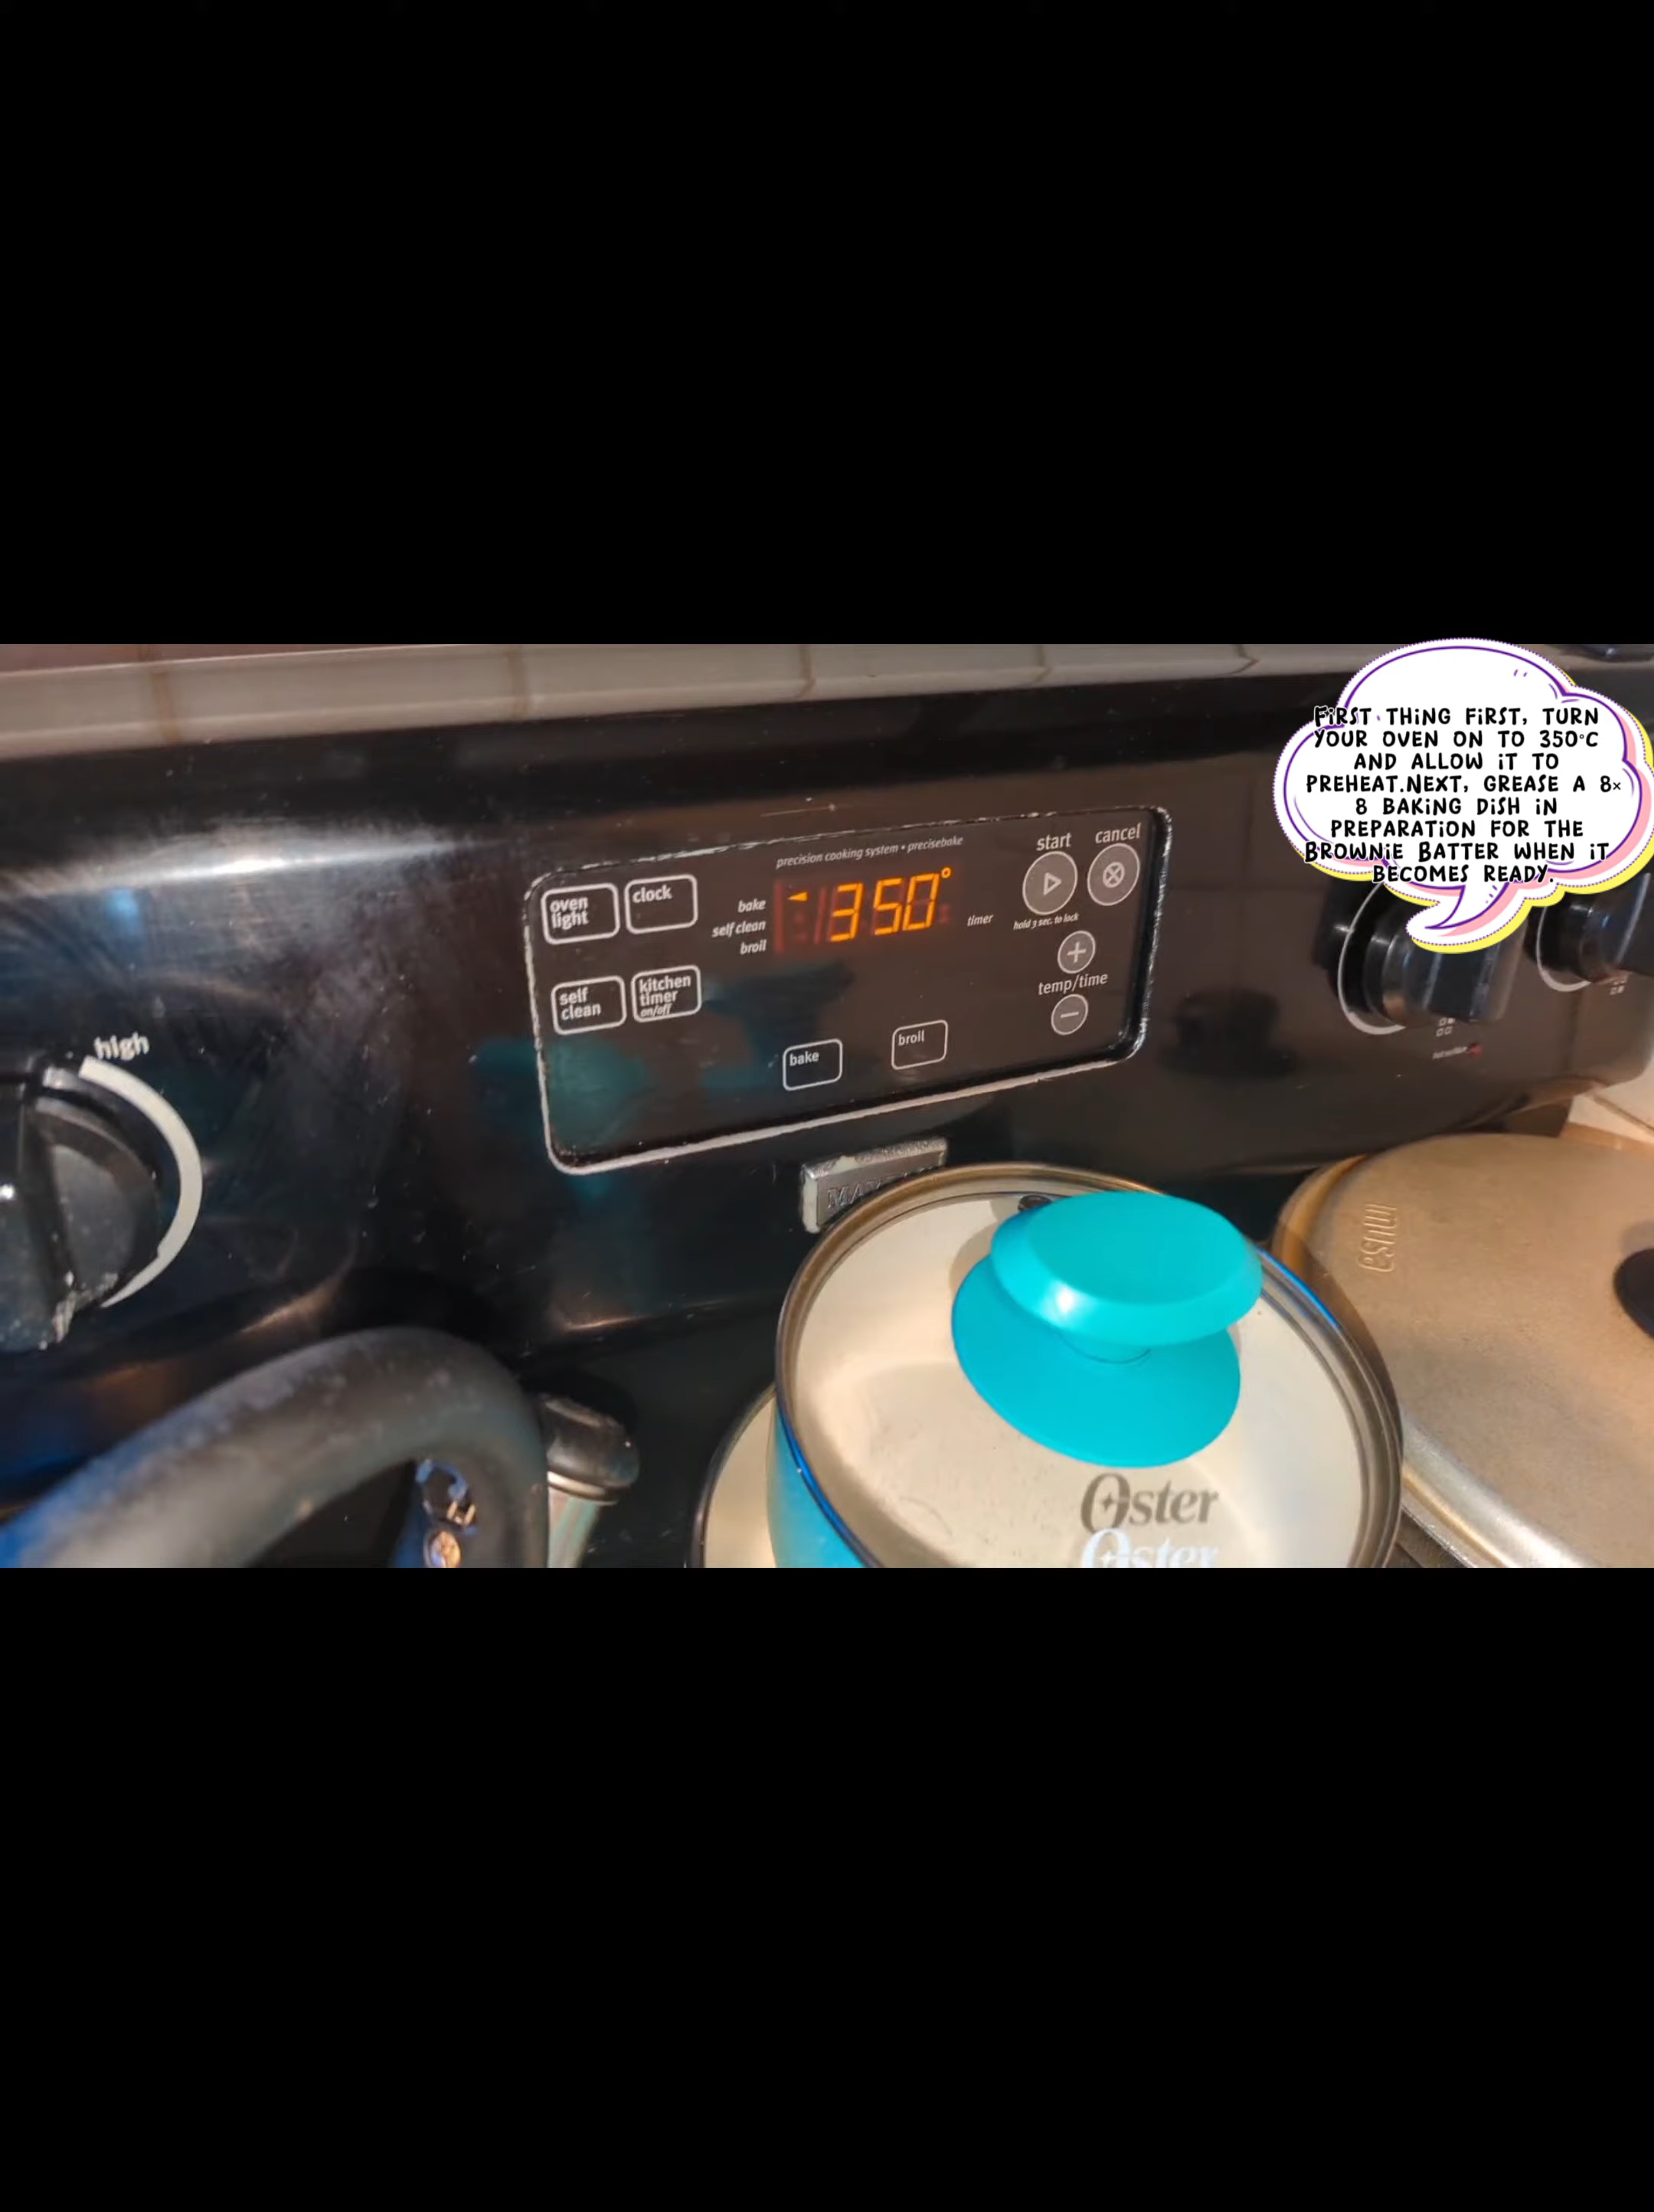 FIRST THING FIRST, TURN
YOUR OVEN ON TO 350°C
AND ALLOW IT TO
PREHEAT.NEXT, GREASE A 8×
8 BAKING DISH IN
PREPARATION FOR THE
BROWNIE BATTER WHEN IT
BECOMES READY.
precision cooking system • precisebake
start
cancel
oven
light
clock
bake
self clean
broil
350°
timer
hold 3 sec. to lock
self
clean
kitchen
timer
on/off
temp/time
bake
broil
high
MUSA
Oster
Oster